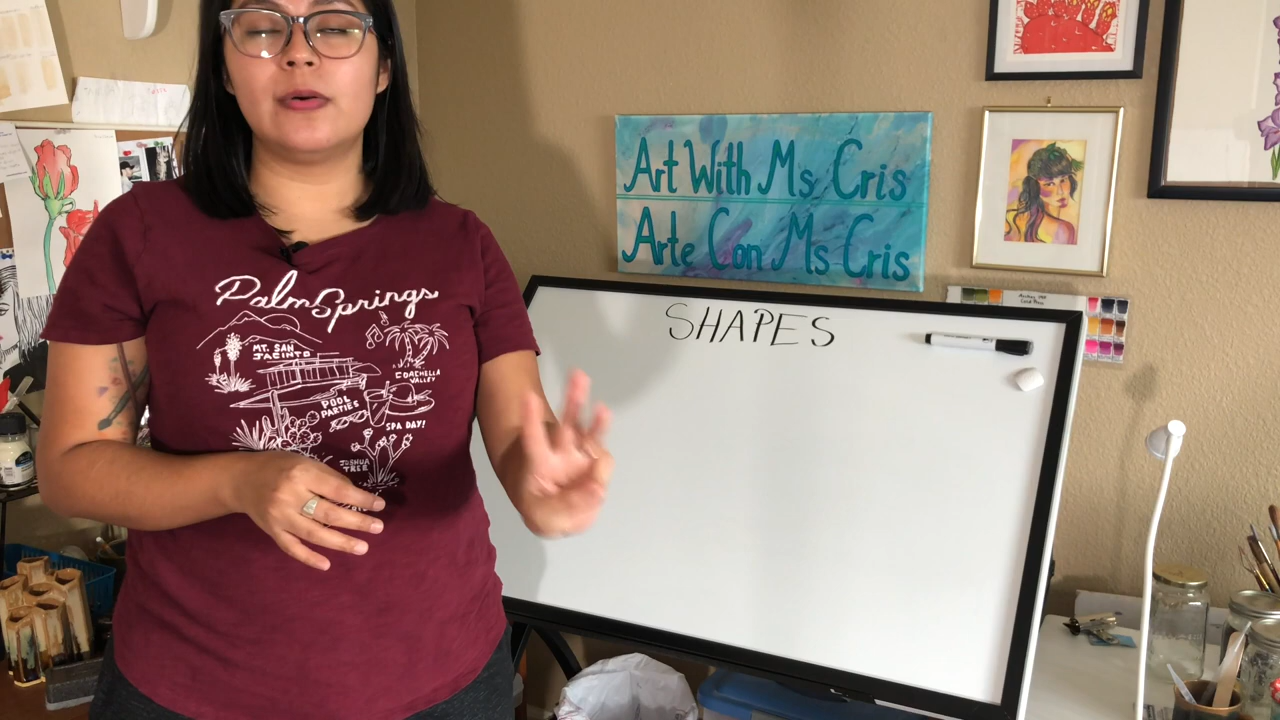 Art With Ms Cris
Arte Con Ms Cris
SHAPES
Palm Springs
MT. SAN
JACINTO
COACHELLA
VALLEY
POOL
PARTIES
SPA DAY!
JOSHUA
TREE